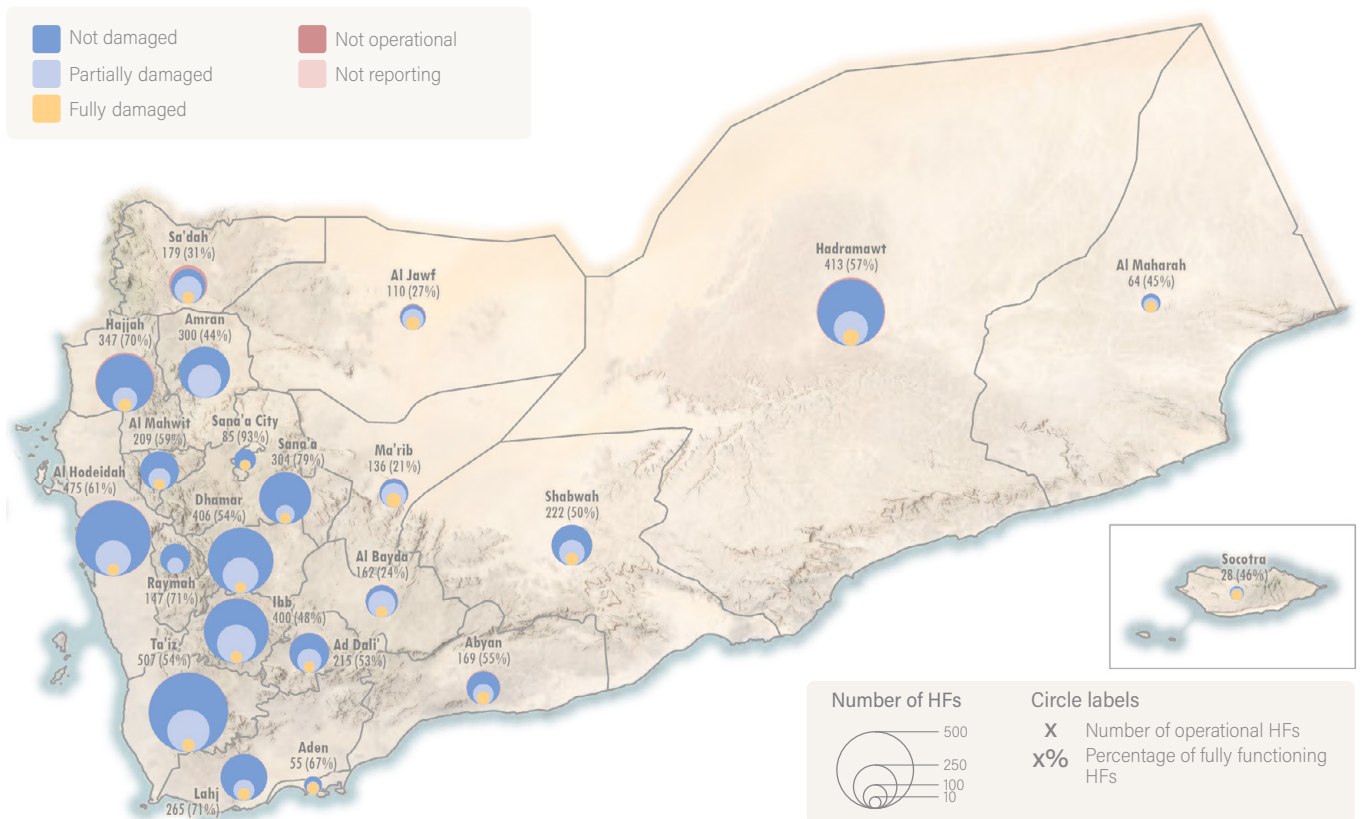 Not damaged
Partially damaged
Fully damaged
Not operational
Not reporting
Sa'dah
179 (31%)
Al Jawf
110 (27%)
Hadramawt
413 (57%)
Al Maharah
64 (45%)
Hajjah
347 (70%)
Amran
300 (44%)
Al Mahwit
209 (59%)
Sana'a City
85 (93%)
Sana'a
304 (79%)
Ma'rib
136 (21%)
Al Hodeidah
475 (61%)
Dhamar
406 (54%)
Shabwah
222 (50%)
Al Bayda
162 (24%)
Raymah
147 (71%)
Ibb
400 (48%)
Ta'iz
507 (54%)
Ad Dali'
215 (53%)
Abyan
169 (55%)
Socotra
28 (46%)
Aden
55 (67%)
Lahj
265 (71%)
Number of HFs
500
250
100
10
Circle labels
X Number of operational HFs
x% Percentage of fully functioning
HFs